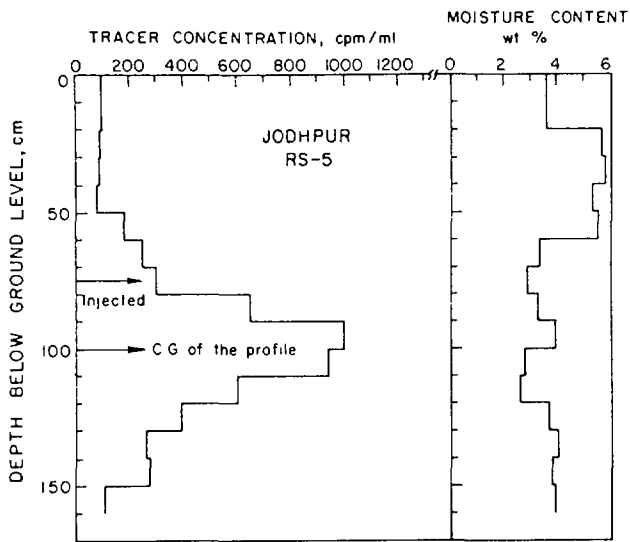 TRACER CONCENTRATION, cpm/ml
0 200 400 600 800 1000 1200
MOISTURE CONTENT
wt %
2 4 6
DEPTH BELOW GROUND LEVEL, cm
0
50
100
150
JODHPUR
RS-5
Injected
CG of the profile